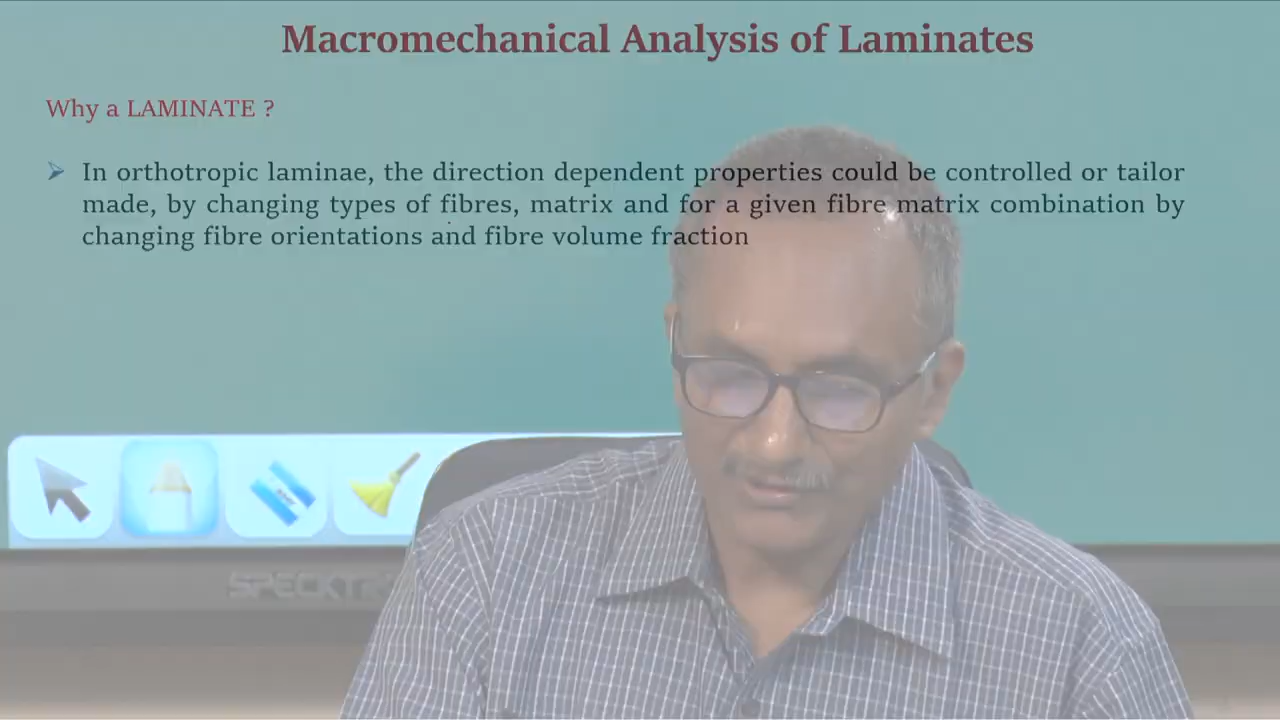 Macromechanical Analysis of Laminates
Why a LAMINATE ?
In orthotropic laminae, the direction dependent properties could be controlled or tailor
made, by changing types of fibres, matrix and for a given fibre matrix combination by
changing fibre orientations and fibre volume fraction